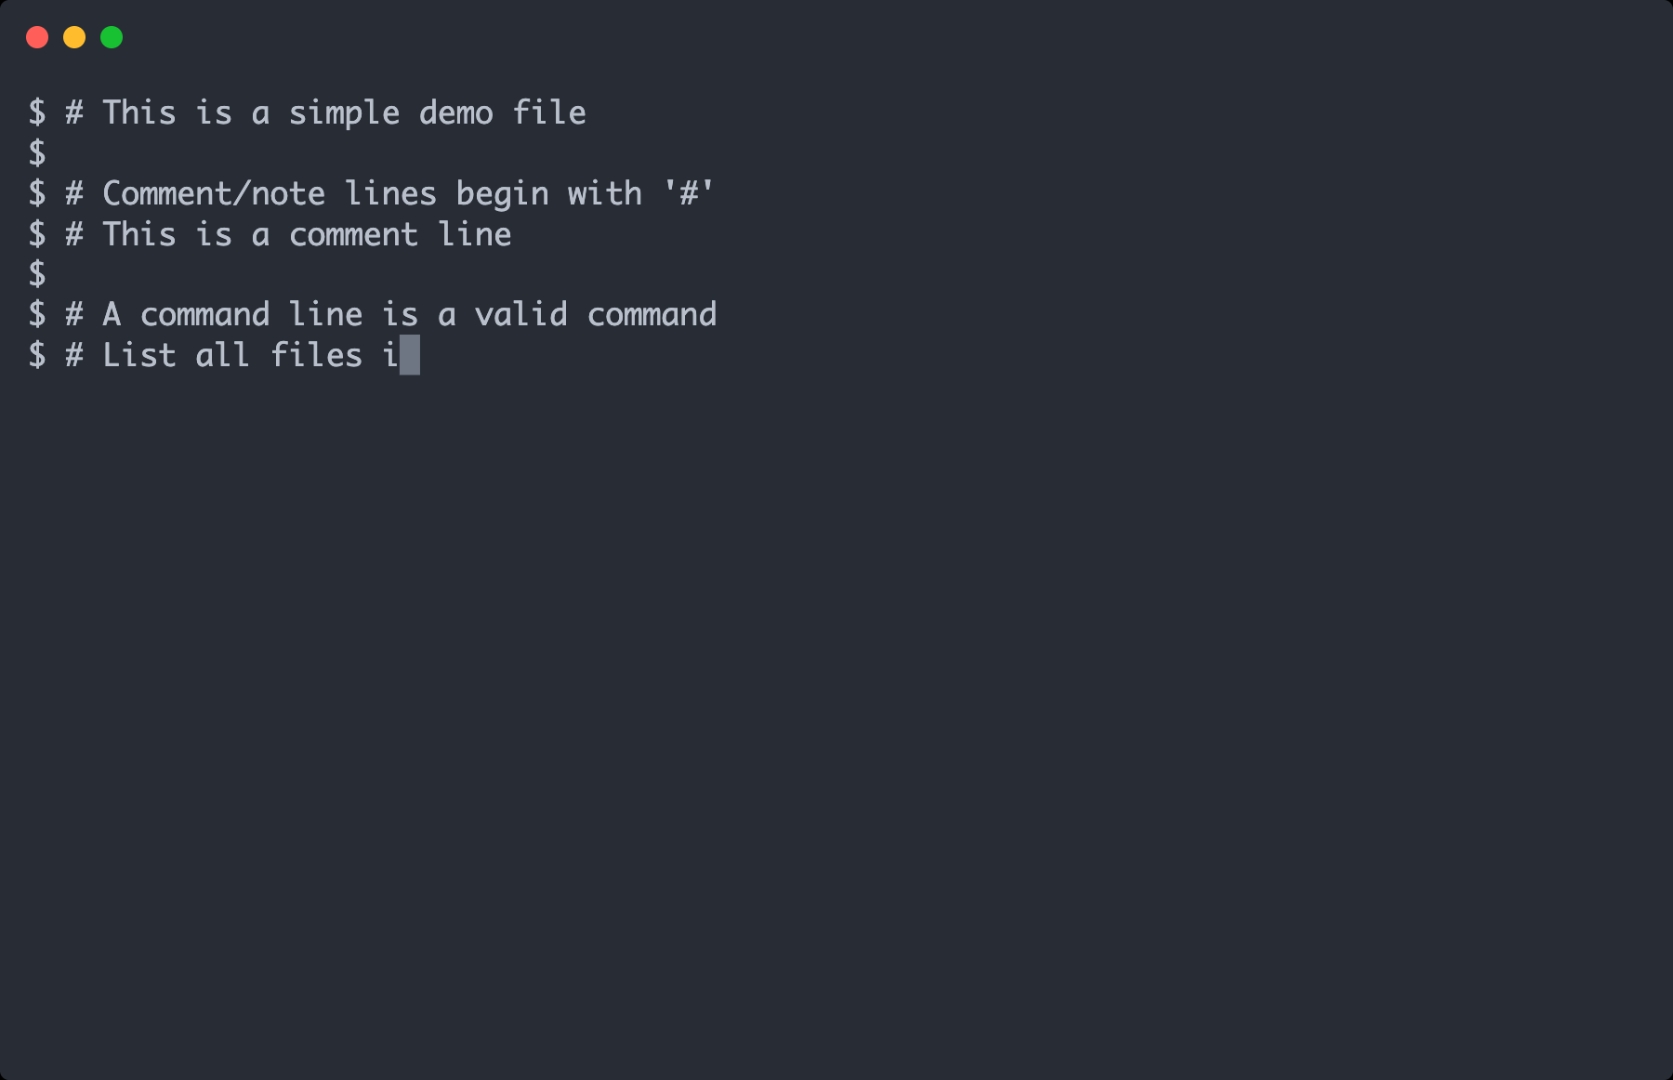 $ # This is a simple demo file
$
$ # Comment/note lines begin with '#'
$ # This is a comment line
$
$ # A command line is a valid command
$ # List all files i